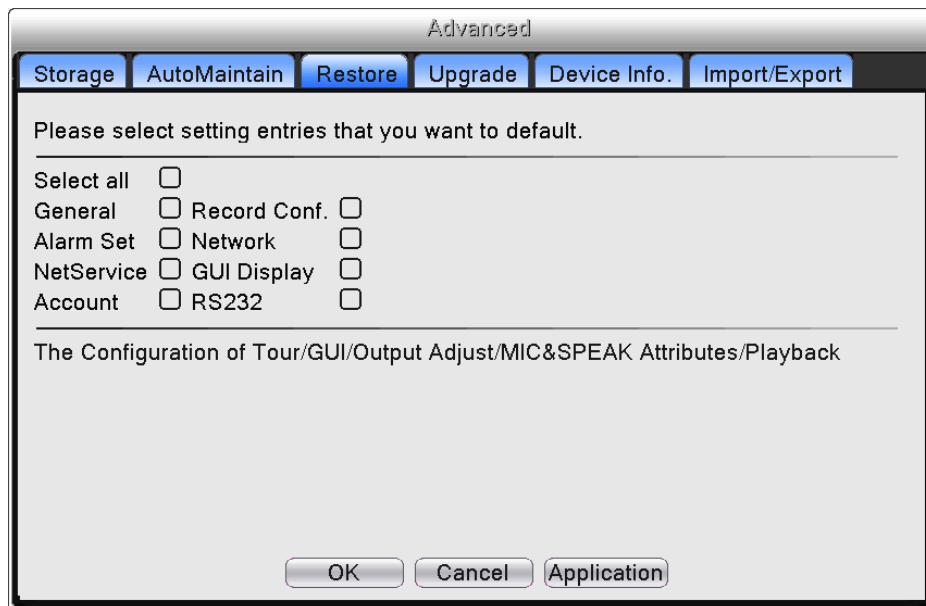 Advanced
Storage AutoMaintain Restore Upgrade Device Info. Import/Export
Please select setting entries that you want to default.
Select all
General Record Conf.
Alarm Set Network
NetService GUI Display
Account RS232
The Configuration of Tour/GUI/Output Adjust/MIC&SPEAK Attributes/Playback
OK Cancel Application